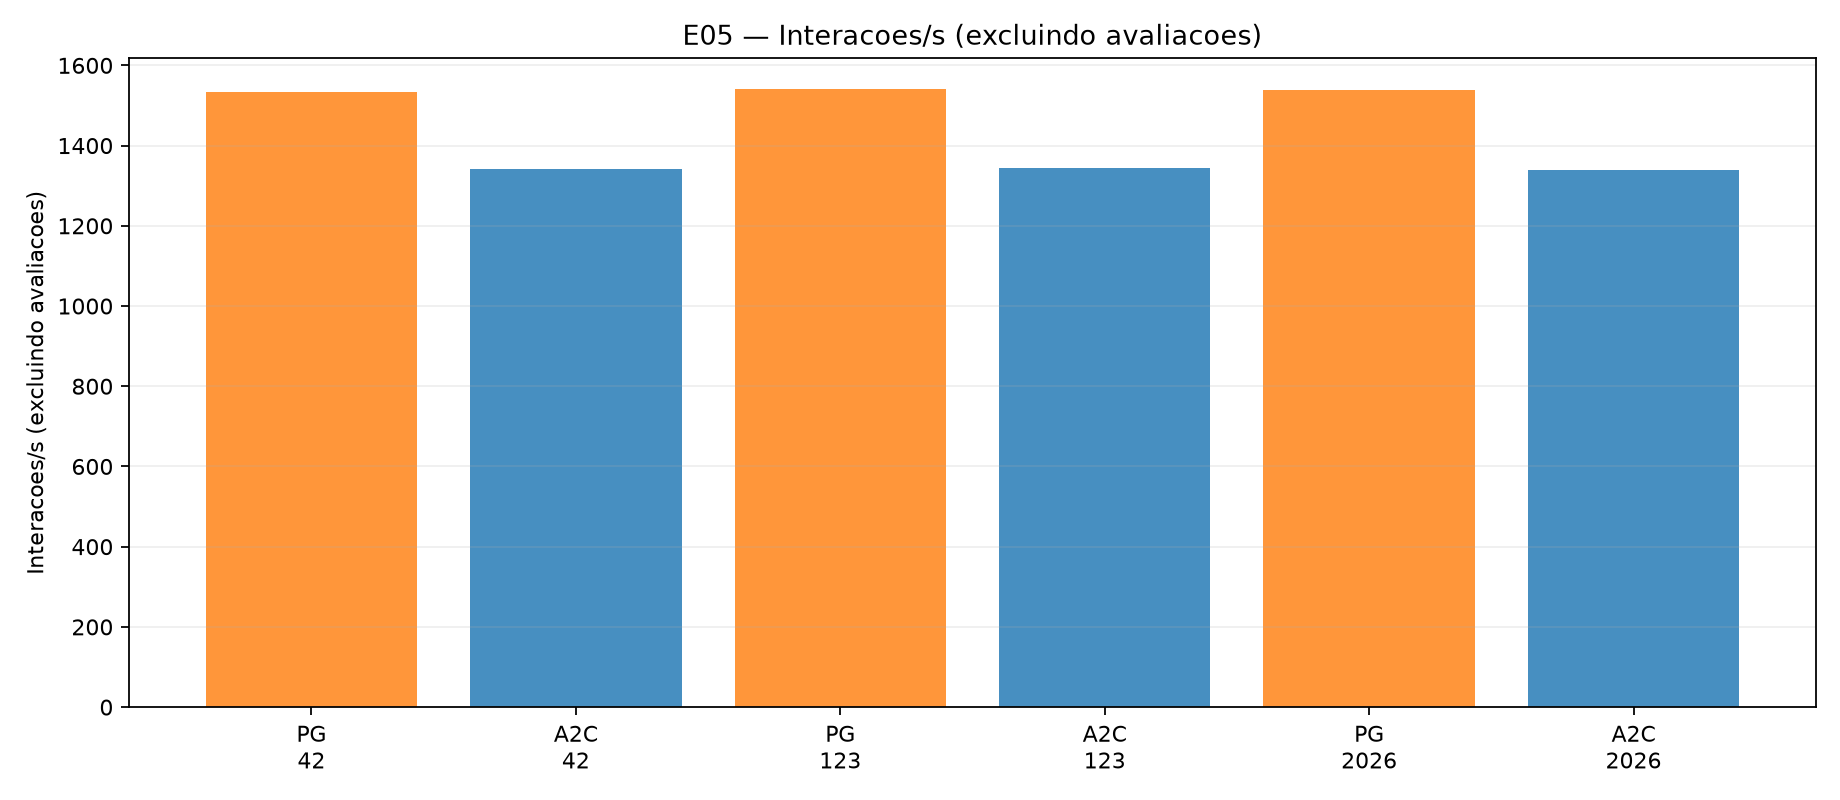 E05 — Interacoes/s (excluindo avaliacoes)
Interacoes/s (excluindo avaliacoes)
1600
1400
1200
1000
800
600
400
200
0
PG
42
A2C
42
PG
123
A2C
123
PG
2026
A2C
2026